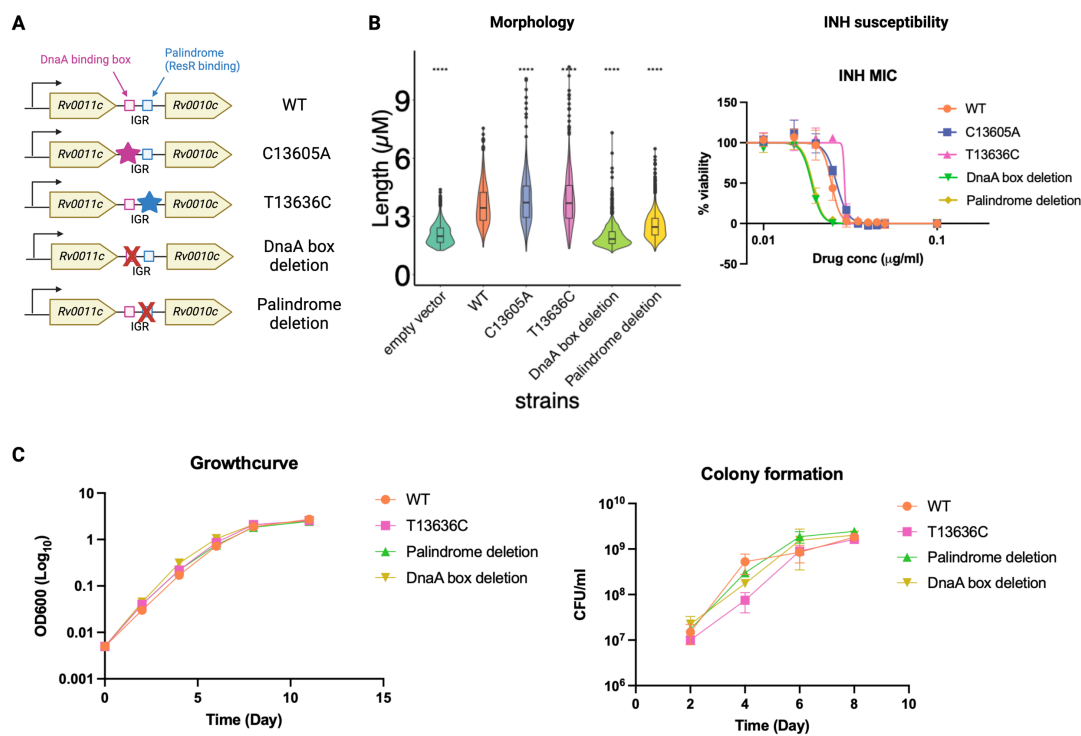 A
DnaA binding box
Palindrome
(ResR binding)
Rv0011c
Rv0010c
IGR
WT
Rv0011c
Rv0010c
IGR
C13605A
Rv0011c
Rv0010c
IGR
T13636C
Rv0011c
Rv0010c
IGR
DnaA box
deletion
Rv0011c
Rv0010c
IGR
Palindrome
deletion
B
Morphology
Length (µM)
9
6
3
0
**** **** **** **** ****
empty vector
WT
C13605A
T13636C
DnaA box deletion
Palindrome deletion
strains
INH susceptibility
INH MIC
% viability
150
100
50
0
-50
0.01
0.1
Drug conc (µg/ml)
WT
C13605A
T13636C
DnaA box deletion
Palindrome deletion
C
Growthcurve
OD600 (Log10)
10
1
0.1
0.01
0.001
0 5 10 15
Time (Day)
WT
T13636C
Palindrome deletion
DnaA box deletion
Colony formation
CFU/ml
10^10
10^9
10^8
10^7
10^6
0 2 4 6 8 10
Time (Day)
WT
T13636C
Palindrome deletion
DnaA box deletion